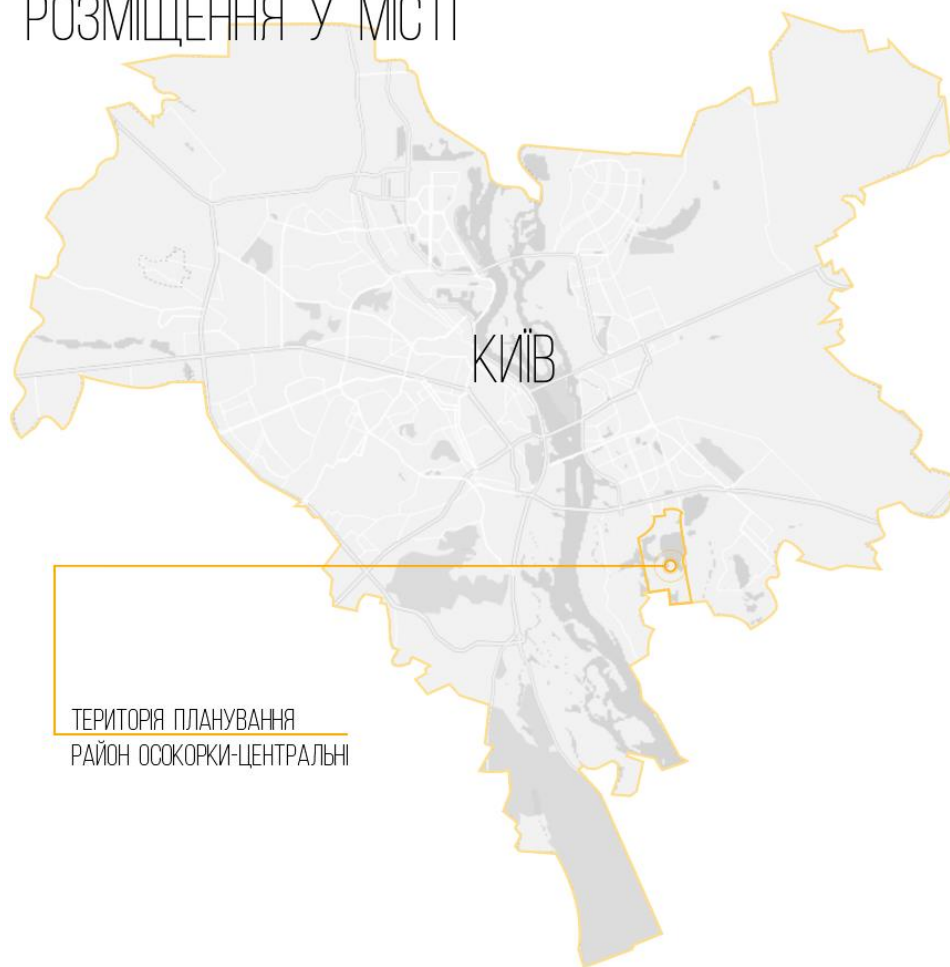 РОЗМІЩЕННЯ У МІСТІ
КИЇВ
ТЕРИТОРІЯ ПЛАНУВАННЯ
РАЙОН ОСОКОРКИ-ЦЕНТРАЛЬНІ